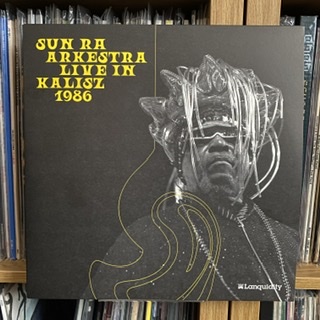 SUN RA
ARKESTRA
LIVE IN
KALISZ
1986
Lanquidity